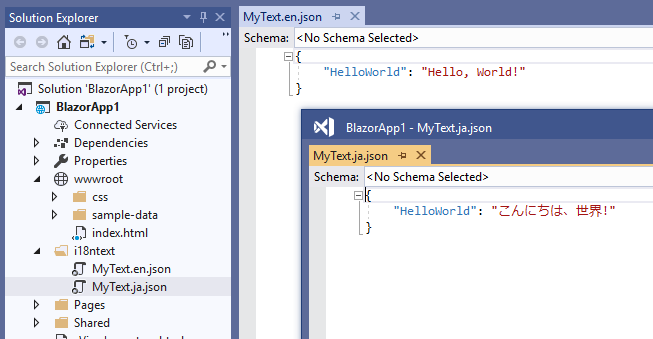 Solution Explorer
Search Solution Explorer (Ctrl+;)
Solution 'BlazorApp1' (1 project)
BlazorApp1
Connected Services
Dependencies
Properties
wwwroot
css
sample-data
index.html
i18ntext
MyText.en.json
MyText.ja.json
Pages
Shared
MyText.en.json
Schema: <No Schema Selected>
{
"HelloWorld": "Hello, World!"
}
BlazorApp1 - MyText.ja.json
MyText.ja.json
Schema: <No Schema Selected>
{
"HelloWorld": "こんにちは、世界!"
}